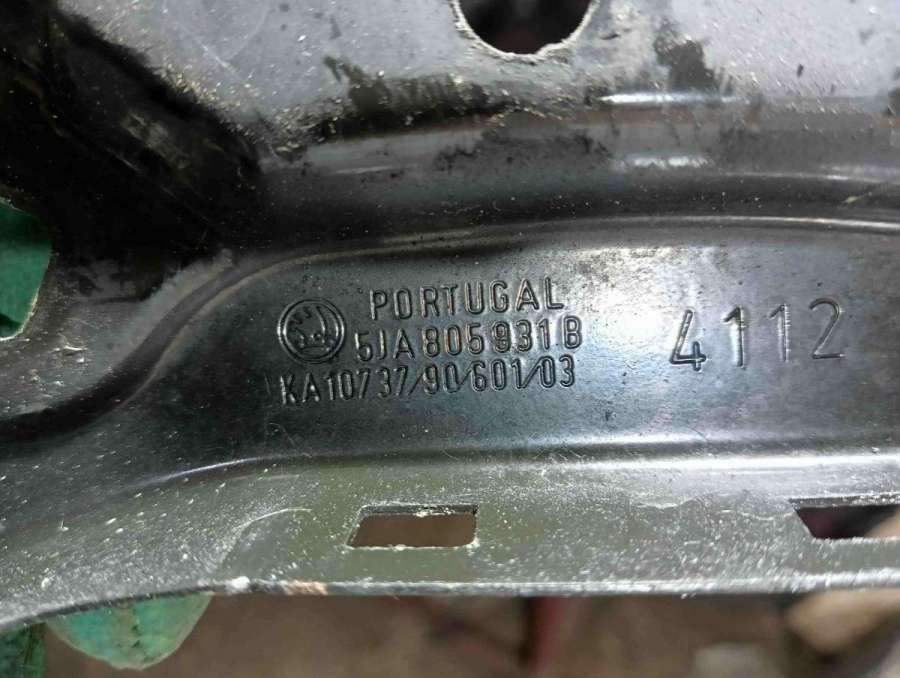 PORTUGAL
5JA 805 931 B
KA10737/90/601/03
4112